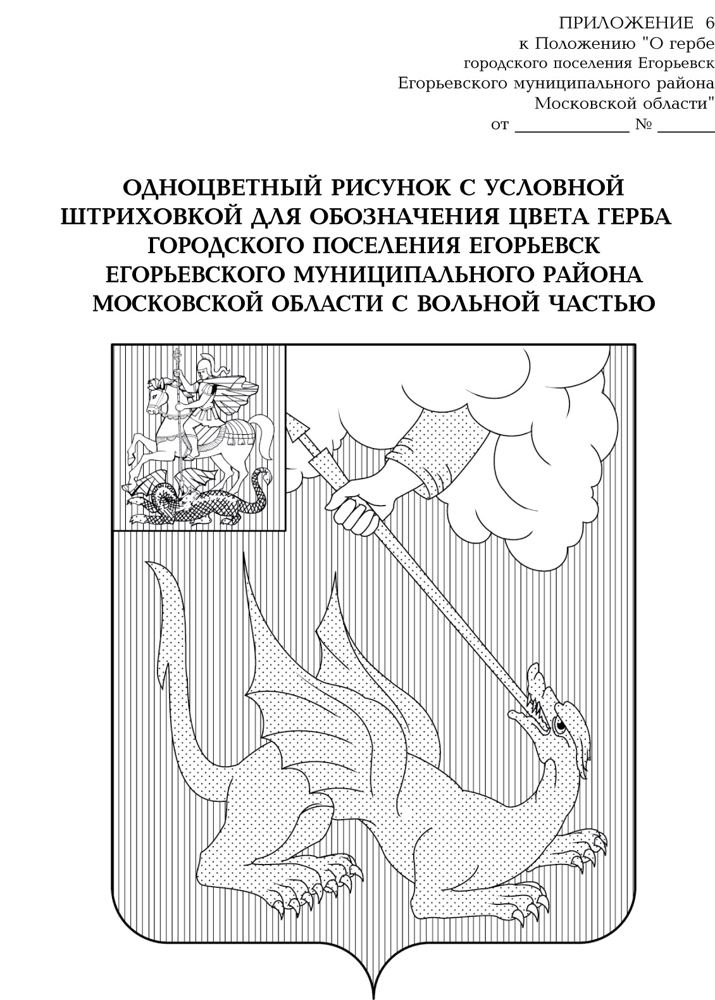 ПРИЛОЖЕНИЕ 6
к Положению "О гербе
городского поселения Егорьевск
Егорьевского муниципального района
Московской области"
от ____________ № ______
ОДНОЦВЕТНЫЙ РИСУНОК С УСЛОВНОЙ
ШТРИХОВКОЙ ДЛЯ ОБОЗНАЧЕНИЯ ЦВЕТА ГЕРБА
ГОРОДСКОГО ПОСЕЛЕНИЯ ЕГОРЬЕВСК
ЕГОРЬЕВСКОГО МУНИЦИПАЛЬНОГО РАЙОНА
МОСКОВСКОЙ ОБЛАСТИ С ВОЛЬНОЙ ЧАСТЬЮ